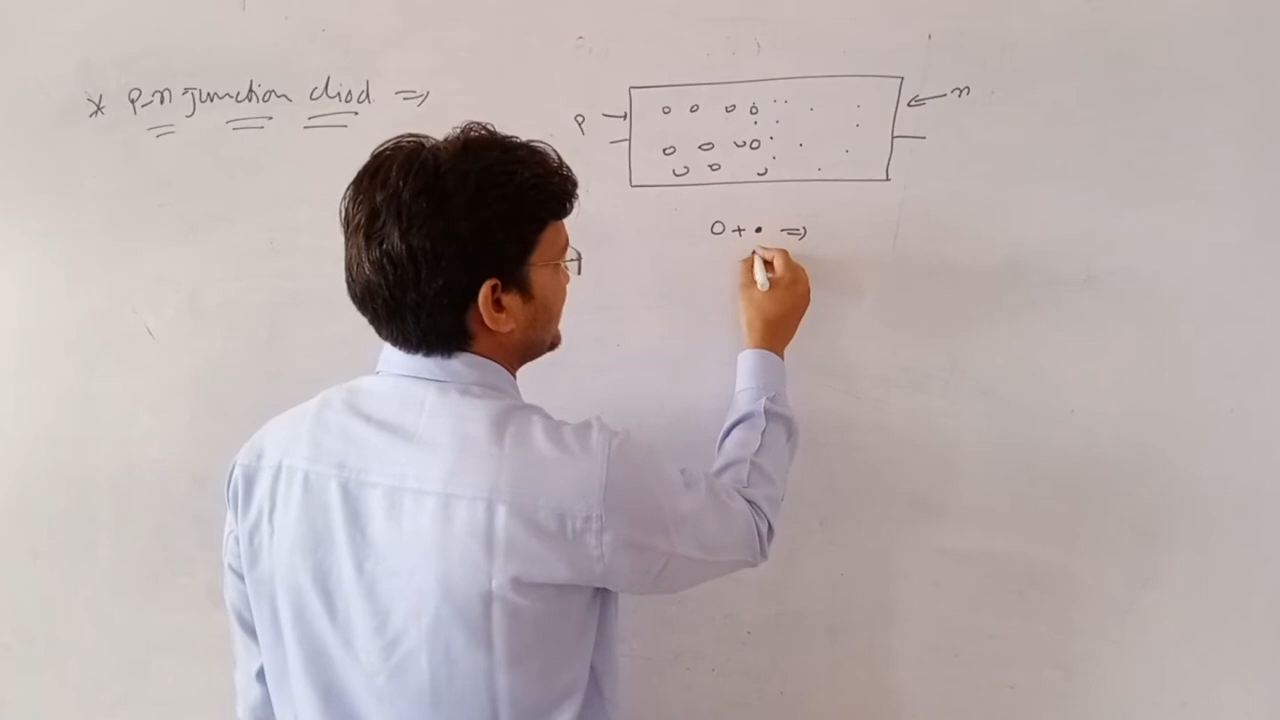 * P-n Junction diod ⇒
P →
← n
O + • ⇒